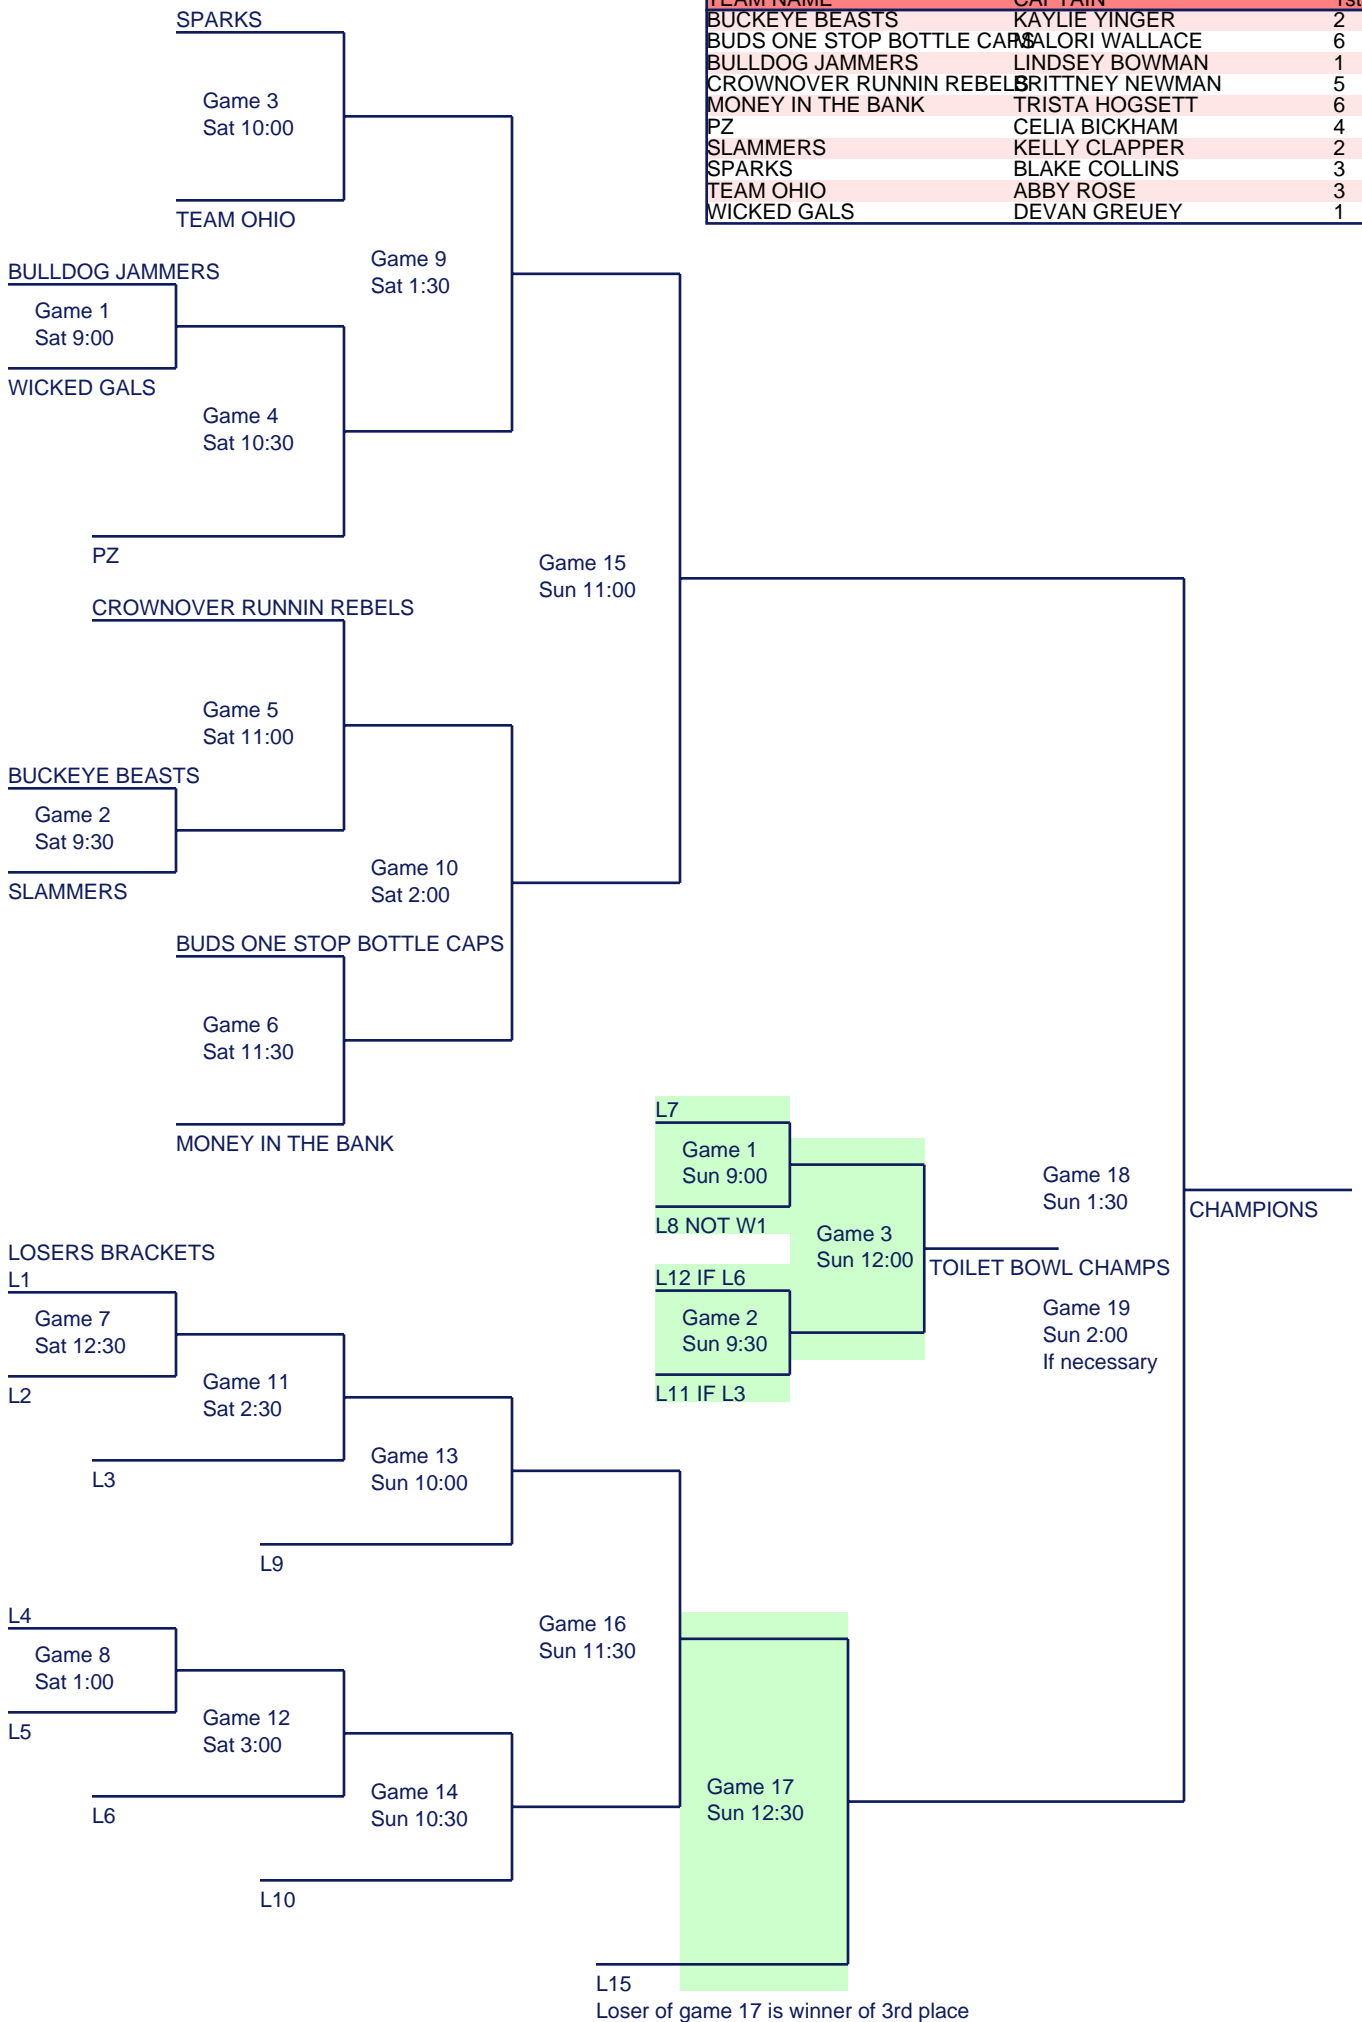 TEAM NAME CAPTAIN 1st
BUCKEYE BEASTS KAYLIE YINGER 2
BUDS ONE STOP BOTTLE CAPS MALORI WALLACE 6
BULLDOG JAMMERS LINDSEY BOWMAN 1
CROWNOVER RUNNIN REBELS BRITTNEY NEWMAN 5
MONEY IN THE BANK TRISTA HOGSETT 6
PZ CELIA BICKHAM 4
SLAMMERS KELLY CLAPPER 2
SPARKS BLAKE COLLINS 3
TEAM OHIO ABBY ROSE 3
WICKED GALS DEVAN GREUEY 1
SPARKS
Game 3
Sat 10:00
TEAM OHIO
Game 9
Sat 1:30
BULLDOG JAMMERS
Game 1
Sat 9:00
WICKED GALS
Game 4
Sat 10:30
PZ
Game 15
Sun 11:00
CROWNOVER RUNNIN REBELS
Game 5
Sat 11:00
BUCKEYE BEASTS
Game 2
Sat 9:30
SLAMMERS
Game 10
Sat 2:00
BUDS ONE STOP BOTTLE CAPS
Game 6
Sat 11:30
MONEY IN THE BANK
L7
Game 1
Sun 9:00
L8 NOT W1
Game 3
Sun 12:00
L12 IF L6
Game 2
Sun 9:30
L11 IF L3
TOILET BOWL CHAMPS
Game 18
Sun 1:30
CHAMPIONS
Game 19
Sun 2:00
If necessary
LOSERS BRACKETS
L1
Game 7
Sat 12:30
L2
Game 11
Sat 2:30
L3
Game 13
Sun 10:00
L9
L4
Game 8
Sat 1:00
L5
Game 12
Sat 3:00
L6
Game 14
Sun 10:30
L10
Game 16
Sun 11:30
Game 17
Sun 12:30
L15
Loser of game 17 is winner of 3rd place